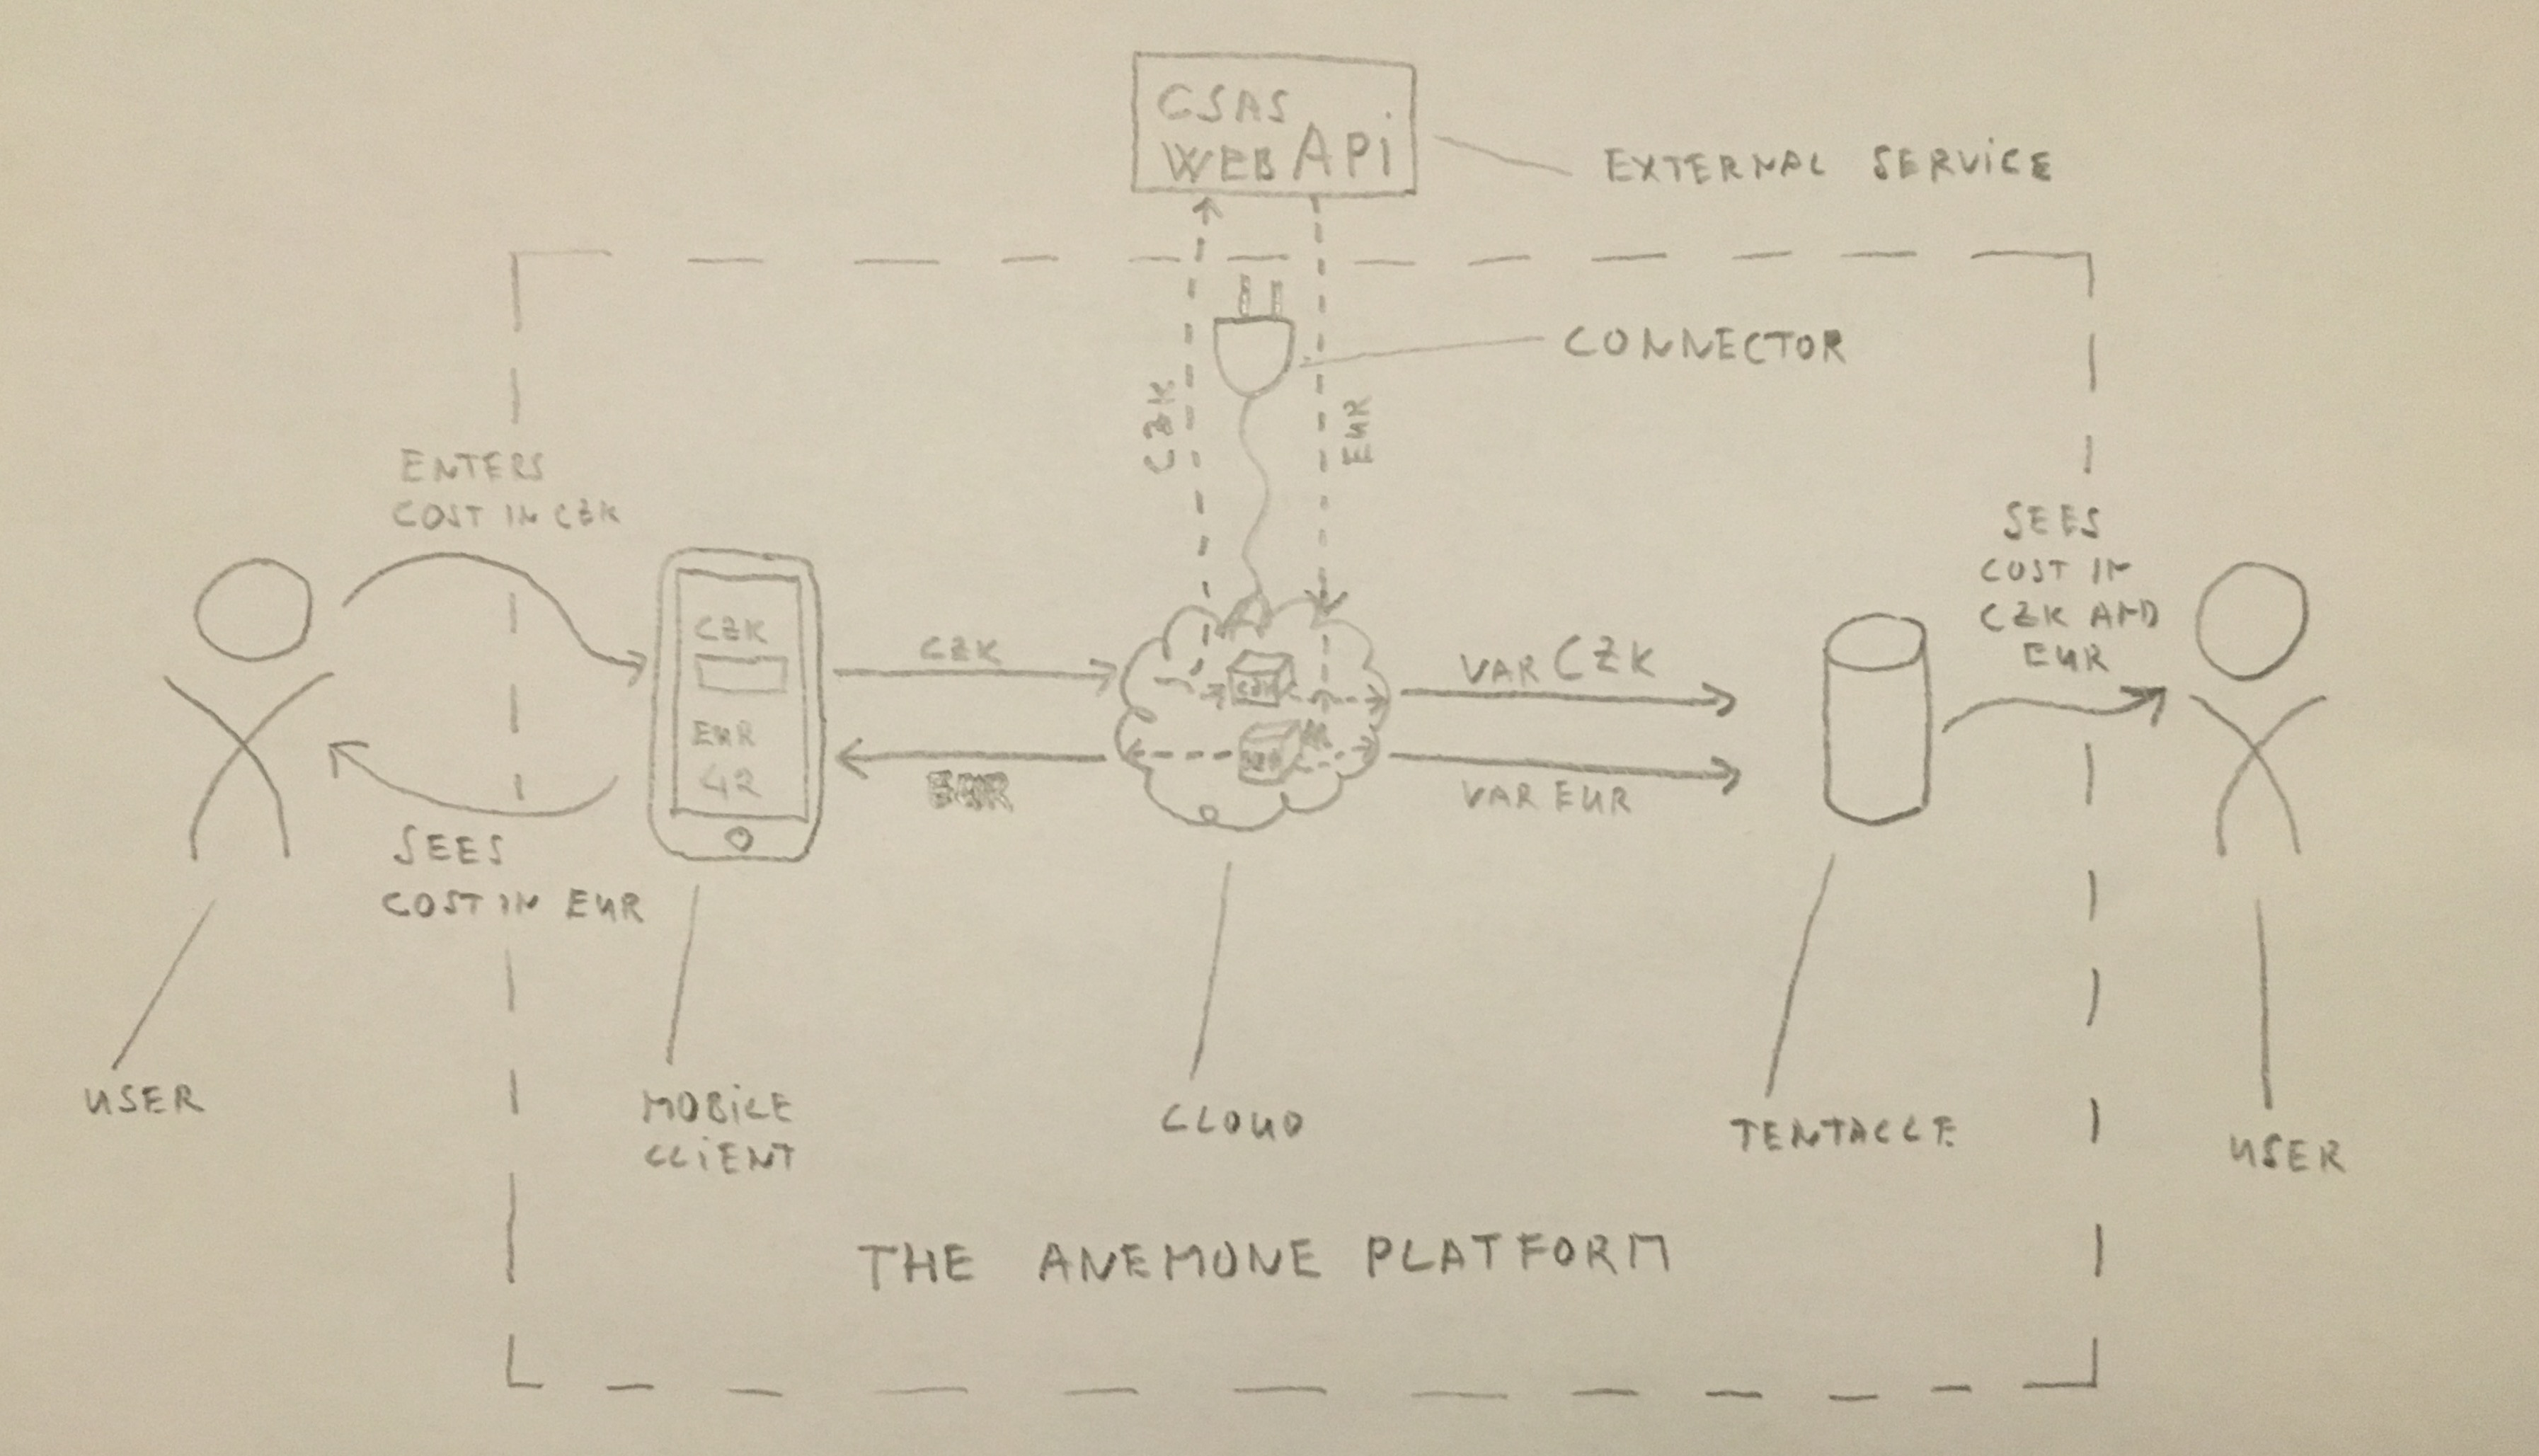 CSAS
WEB APi
EXTERNAL SERViCE
CONNECTOR
CZK
EUR
ENTERS
COST IN CZK
SEES
COST IN
CZK AND
EUR
CZK
EUR
42
CZK
EUR
VAR CZK
VAR EUR
SEES
COST IN EUR
USER
MOBiLE
CLiENT
CLOUD
TENTACLE
USER
THE ANEMONE PLATFORM